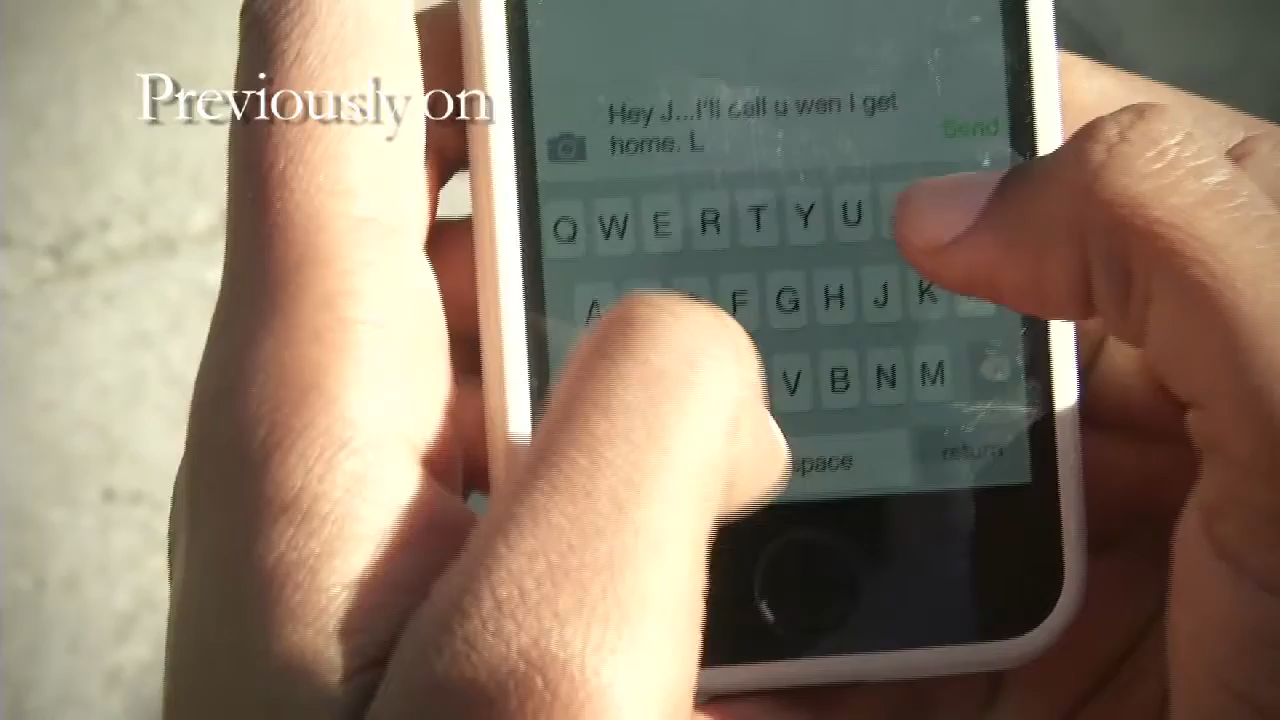 Previously on
Hey J...I'll call u wen I get
home. L
Send
Q W E R T Y U
A F G H J K
V B N M
space
return